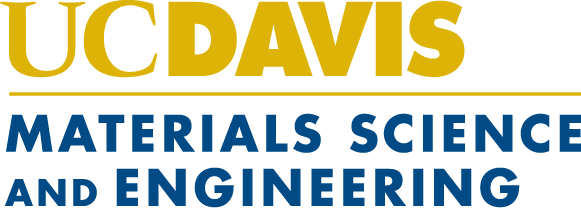 UCDAVIS
MATERIALS SCIENCE
AND ENGINEERING